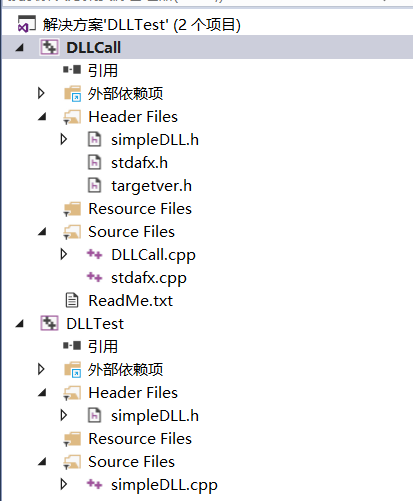 解决方案'DLLTest' (2 个项目)
DLLCall
引用
外部依赖项
Header Files
simpleDLL.h
stdafx.h
targetver.h
Resource Files
Source Files
DLLCall.cpp
stdafx.cpp
ReadMe.txt
DLLTest
引用
外部依赖项
Header Files
simpleDLL.h
Resource Files
Source Files
simpleDLL.cpp